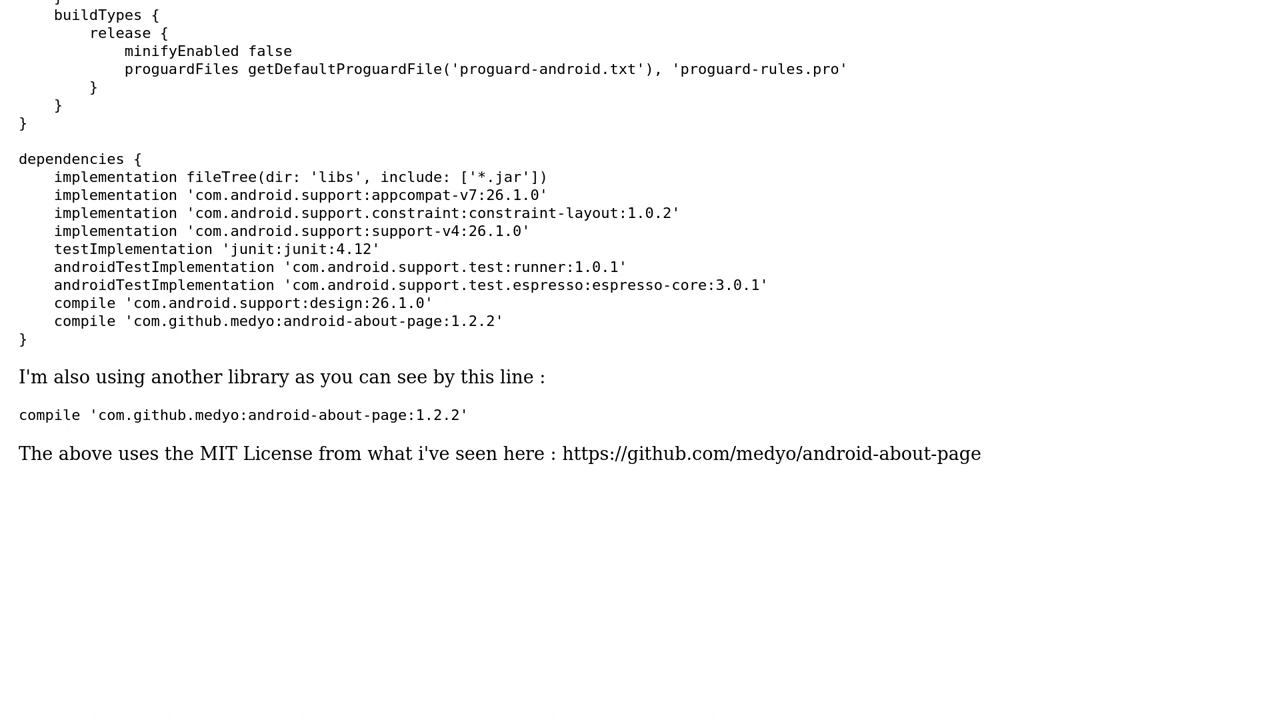 buildTypes {
release {
minifyEnabled false
proguardFiles getDefaultProguardFile('proguard-android.txt'), 'proguard-rules.pro'
}
}
}
dependencies {
implementation fileTree(dir: 'libs', include: ['*.jar'])
implementation 'com.android.support:appcompat-v7:26.1.0'
implementation 'com.android.support.constraint:constraint-layout:1.0.2'
implementation 'com.android.support:support-v4:26.1.0'
testImplementation 'junit:junit:4.12'
androidTestImplementation 'com.android.support.test:runner:1.0.1'
androidTestImplementation 'com.android.support.test.espresso:espresso-core:3.0.1'
compile 'com.android.support:design:26.1.0'
compile 'com.github.medyo:android-about-page:1.2.2'
}
I'm also using another library as you can see by this line :
compile 'com.github.medyo:android-about-page:1.2.2'
The above uses the MIT License from what i've seen here : https://github.com/medyo/android-about-page